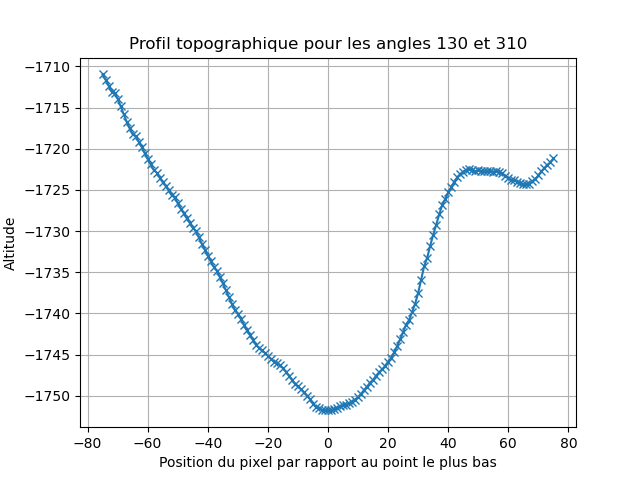 Profil topographique pour les angles 130 et 310
−1710
−1715
−1720
−1725
−1730
−1735
−1740
−1745
−1750
Altitude
−80 −60 −40 −20 0 20 40 60 80
Position du pixel par rapport au point le plus bas